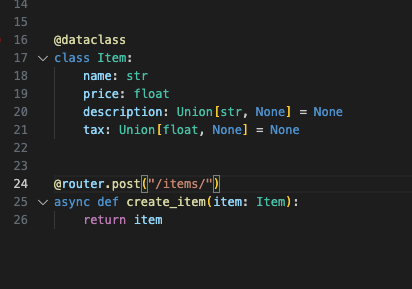 14
15
16 @dataclass
17 class Item:
18     name: str
19     price: float
20     description: Union[str, None] = None
21     tax: Union[float, None] = None
22
23
24 @router.post("/items/")
25 async def create_item(item: Item):
26     return item